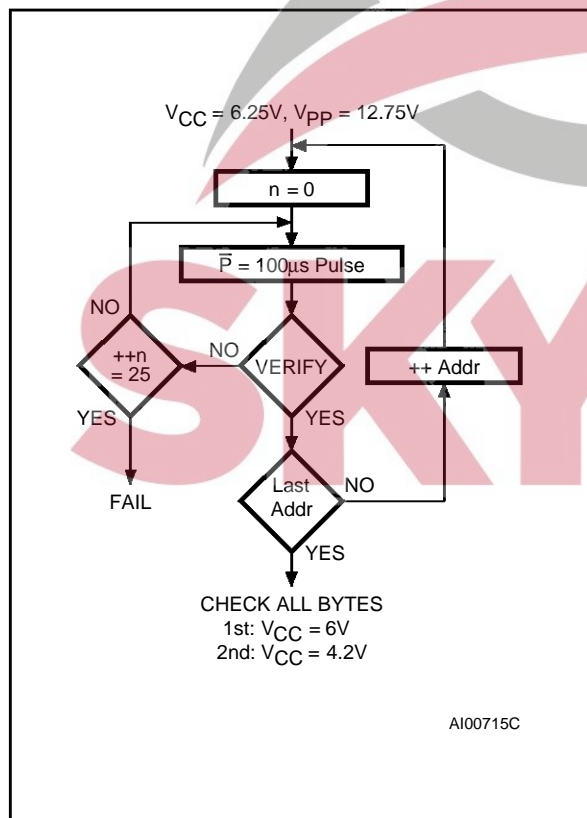 VCC = 6.25V, VPP = 12.75V
n = 0
P̅ = 100µs Pulse
NO
++n
= 25
NO
VERIFY
++ Addr
YES
YES
FAIL
Last
Addr
NO
YES
CHECK ALL BYTES
1st: VCC = 6V
2nd: VCC = 4.2V
AI00715C
SKY